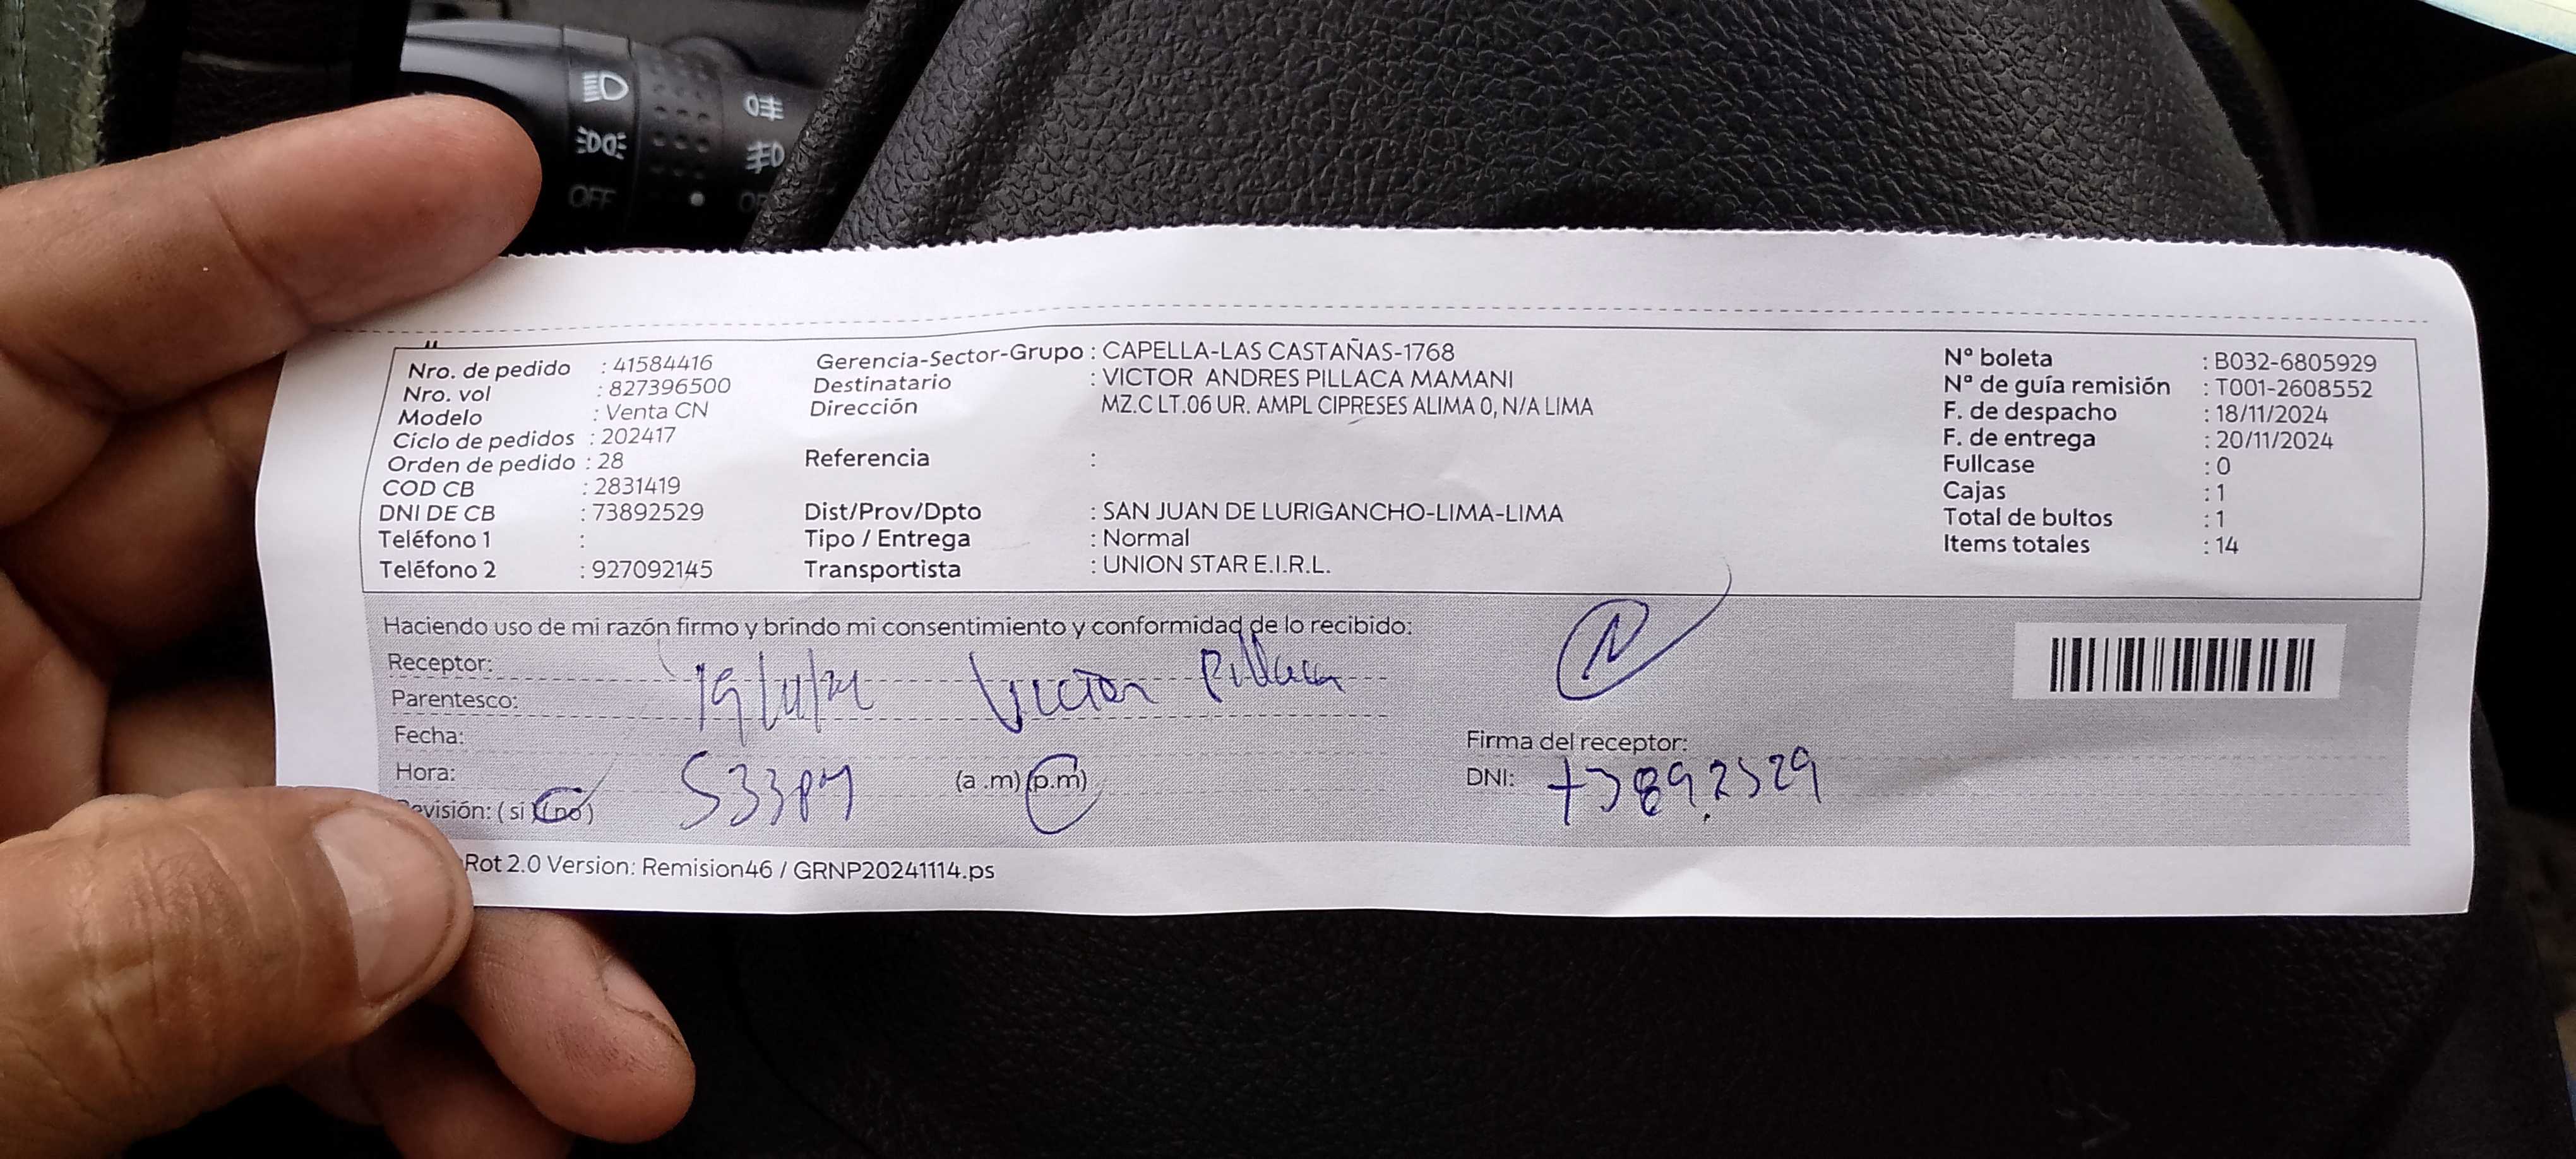 Nro. de pedido : 41584416
Nro. vol : 827396500
Modelo : Venta CN
Ciclo de pedidos : 202417
Orden de pedido : 28
COD CB : 2831419
DNI DE CB : 73892529
Teléfono 1 :
Teléfono 2 : 927092145
Gerencia-Sector-Grupo : CAPELLA-LAS CASTAÑAS-1768
Destinatario : VICTOR ANDRES PILLACA MAMANI
Dirección MZ.C LT.06 UR. AMPL CIPRESES ALIMA 0, N/A LIMA
Referencia :
Dist/Prov/Dpto : SAN JUAN DE LURIGANCHO-LIMA-LIMA
Tipo / Entrega : Normal
Transportista : UNION STAR E.I.R.L.
Nº boleta : B032-6805929
Nº de guía remisión : T001-2608552
F. de despacho : 18/11/2024
F. de entrega : 20/11/2024
Fullcase : 0
Cajas : 1
Total de bultos : 1
Items totales : 14
Haciendo uso de mi razón firmo y brindo mi consentimiento y conformidad de lo recibido:
Receptor:
Parentesco: 19/11/24 Victor Pillaca
Fecha:
Hora: 533PM (a .m) (p.m)
evisión: ( si ) (no)
Firma del receptor:
DNI: 73892529
Rot 2.0 Version: Remision46 / GRNP20241114.ps
OFF